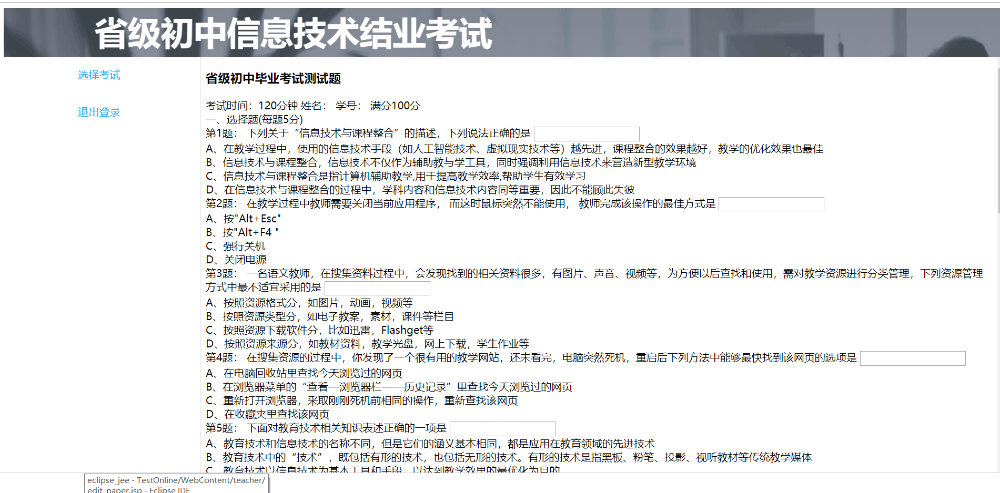 省级初中信息技术结业考试
选择考试
退出登录
省级初中毕业考试测试题
考试时间：120分钟 姓名： 学号： 满分100分
一、选择题(每题5分)
第1题： 下列关于“信息技术与课程整合”的描述，下列说法正确的是
A、在教学过程中，使用的信息技术手段（如人工智能技术、虚拟现实技术等）越先进，课程整合的效果越好，教学的优化效果也最佳
B、信息技术与课程整合，信息技术不仅作为辅助教与学工具，同时强调利用信息技术来营造新型教学环境
C、信息技术与课程整合是指计算机辅助教学,用于提高教学效率,帮助学生有效学习
D、在信息技术与课程整合的过程中，学科内容和信息技术内容同等重要，因此不能顾此失彼
第2题： 在教学过程中教师需要关闭当前应用程序， 而这时鼠标突然不能使用， 教师完成该操作的最佳方式是
A、按"Alt+Esc"
B、按"Alt+F4 "
C、强行关机
D、关闭电源
第3题： 一名语文教师，在搜集资料过程中，会发现找到的相关资料很多，有图片、声音、视频等，为方便以后查找和使用，需对教学资源进行分类管理，下列资源管理
方式中最不适宜采用的是
A、按照资源格式分，如图片，动画，视频等
B、按照资源类型分，如电子教案，素材，课件等栏目
C、按照资源下载软件分，比如迅雷，Flashget等
D、按照资源来源分，如教材资料，教学光盘，网上下载，学生作业等
第4题： 在搜集资源的过程中，你发现了一个很有用的教学网站，还未看完，电脑突然死机，重启后下列方法中能够最快找到该网页的选项是
A、在电脑回收站里查找今天浏览过的网页
B、在浏览器菜单的“查看—浏览器栏——历史记录”里查找今天浏览过的网页
C、重新打开浏览器，采取刚刚死机前相同的操作，重新查找该网页
D、在收藏夹里查找该网页
第5题： 下面对教育技术相关知识表述正确的一项是
A、教育技术和信息技术的名称不同，但是它们的涵义基本相同，都是应用在教育领域的先进技术
B、教育技术中的“技术”，既包括有形的技术，也包括无形的技术。有形的技术是指黑板、粉笔、投影、视听教材等传统教学媒体
C、教育技术以信息技术为基本工具和手段，以达到教学效果的最优化为目的
eclipse_jee - TestOnline/WebContent/teacher/
edit_paper.jsp - Eclipse IDE